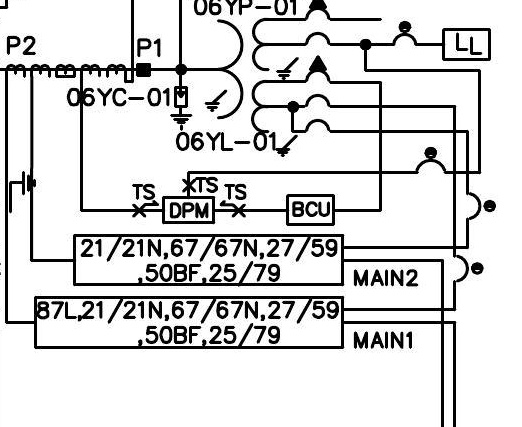 06YP-01
P2
P1
LL
06YC-01
06YL-01
TS
TS
TS
DPM
BCU
21/21N,67/67N,27/59
,50BF,25/79
MAIN2
87L,21/21N,67/67N,27/59
,50BF,25/79
MAIN1